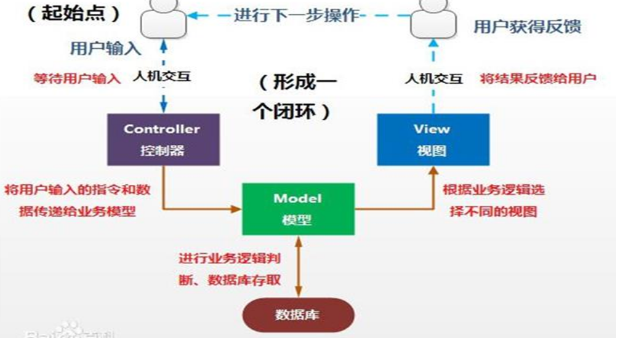 （起始点）
进行下一步操作
用户获得反馈
用户输入
等待用户输入
人机交互
（形成一
个闭环）
人机交互
将结果反馈给用户
Controller
控制器
View
视图
将用户输入的指令和数
据传递给业务模型
Model
模型
根据业务逻辑选
择不同的视图
进行业务逻辑判
断、数据库存取
数据库